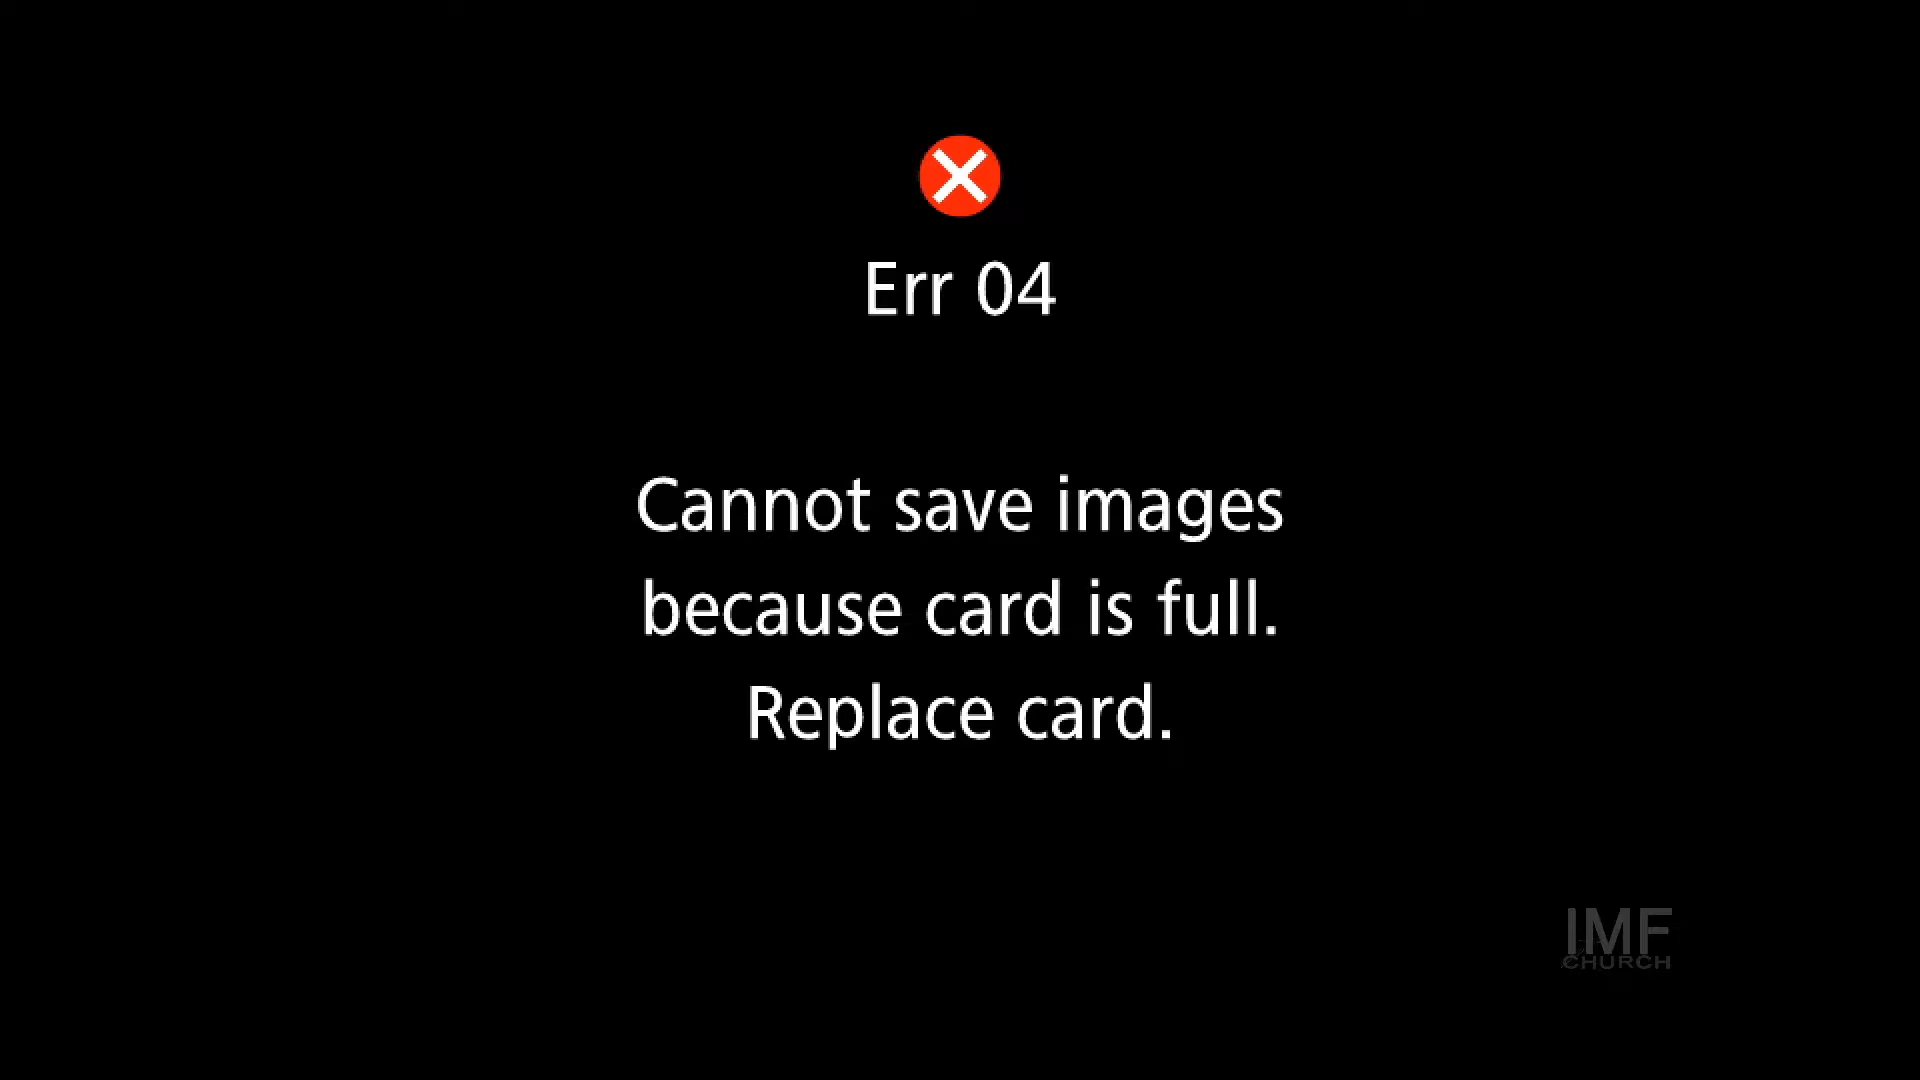 Err 04
Cannot save images
because card is full.
Replace card.
IMF
CHURCH